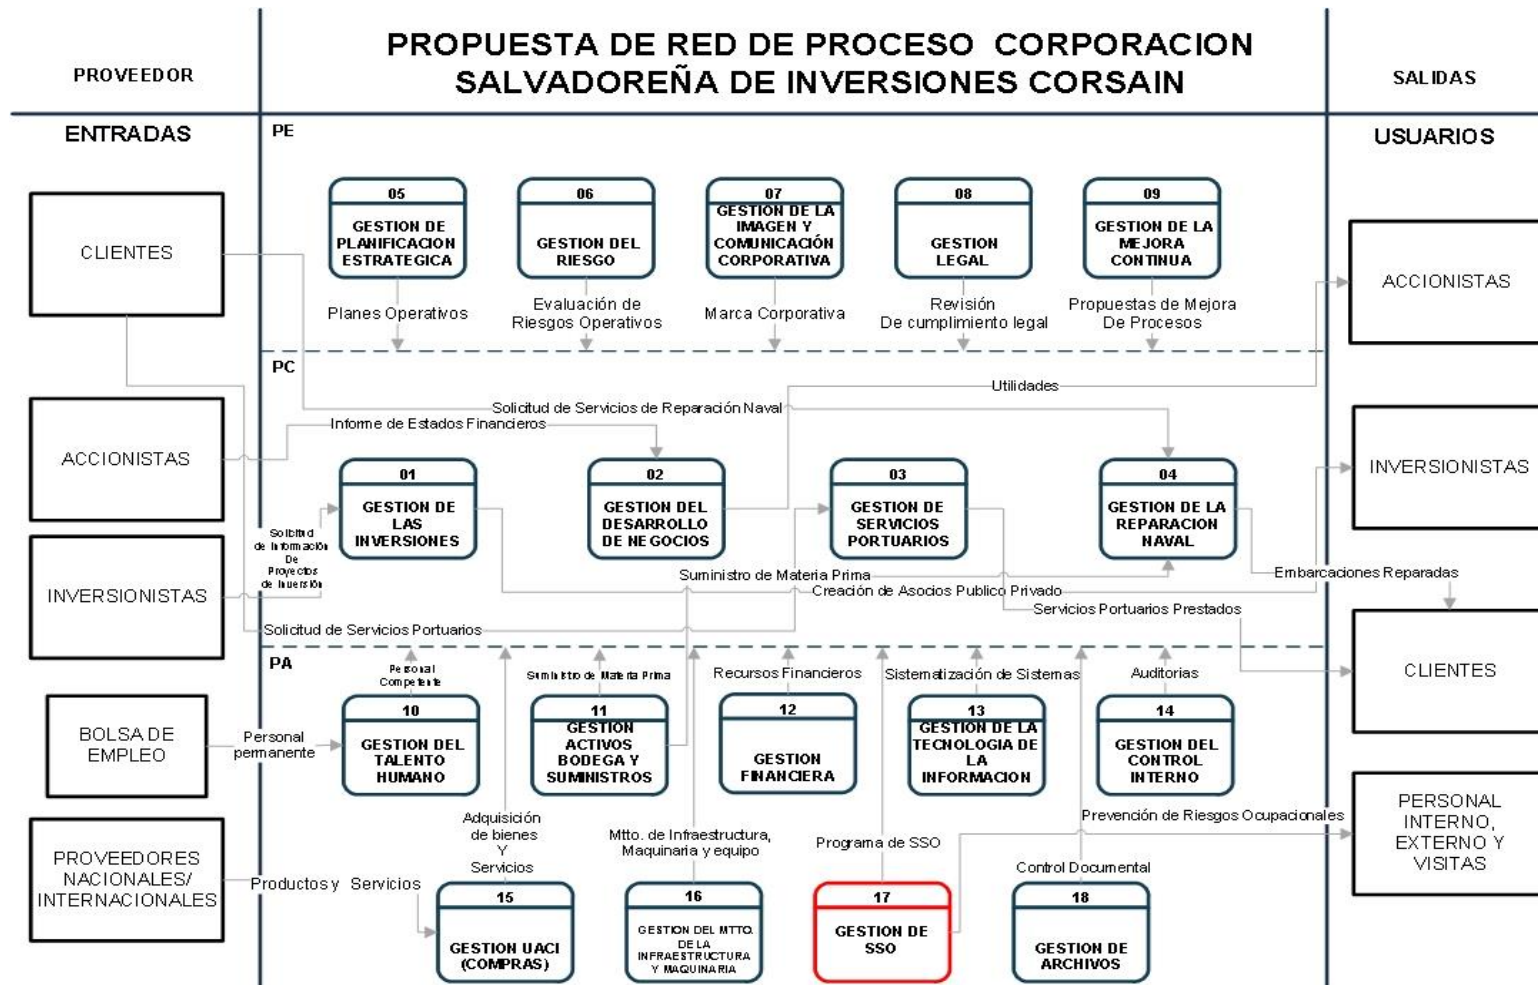 PROVEEDOR
PROPUESTA DE RED DE PROCESO CORPORACION
SALVADOREÑA DE INVERSIONES CORSAIN
SALIDAS
ENTRADAS
PE
USUARIOS
CLIENTES
05
GESTION DE
PLANIFICACION
ESTRATEGICA
06
GESTION DEL
RIESGO
07
GESTION DE LA
IMAGEN Y
COMUNICACIÓN
CORPORATIVA
08
GESTION
LEGAL
09
GESTION DE LA
MEJORA
CONTINUA
ACCIONISTAS
Planes Operativos
Evaluación de
Riesgos Operativos
Marca Corporativa
Revisión
De cumplimiento legal
Propuestas de Mejora
De Procesos
PC
Utilidades
Solicitud de Servicios de Reparación Naval
Informe de Estados Financieros
ACCIONISTAS
INVERSIONISTAS
01
GESTION DE
LAS
INVERSIONES
02
GESTION DEL
DESARROLLO
DE NEGOCIOS
03
GESTION DE
SERVICIOS
PORTUARIOS
04
GESTION DE LA
REPARACION
NAVAL
Solicitud
de Información
De
Proyectos
de Inversión
INVERSIONISTAS
Suministro de Materia Prima
Embarcaciones Reparadas
Creación de Asocios Publico Privado
Servicios Portuarios Prestados
Solicitud de Servicios Portuarios
CLIENTES
PA
Personal
Competente
Suministro de Materia Prima
Recursos Financieros
Sistematización de Sistemas
Auditorias
BOLSA DE
EMPLEO
Personal
permanente
10
GESTION DEL
TALENTO
HUMANO
11
GESTION
ACTIVOS
BODEGA Y
SUMINISTROS
12
GESTION
FINANCIERA
13
GESTION DE LA
TECNOLOGIA DE
LA
INFORMACION
14
GESTION DEL
CONTROL
INTERNO
PERSONAL
INTERNO,
EXTERNO Y
VISITAS
Adquisición
de bienes
Y
Servicios
Mtto. de Infraestructura,
Maquinaria y equipo
Programa de SSO
Prevención de Riesgos Ocupacionales
Control Documental
PROVEEDORES
NACIONALES/
INTERNACIONALES
Productos y Servicios
15
GESTION UACI
(COMPRAS)
16
GESTION DEL MTTO.
DE LA
INFRAESTRUCTURA
Y MAQUINARIA
17
GESTION DE
SSO
18
GESTION DE
ARCHIVOS